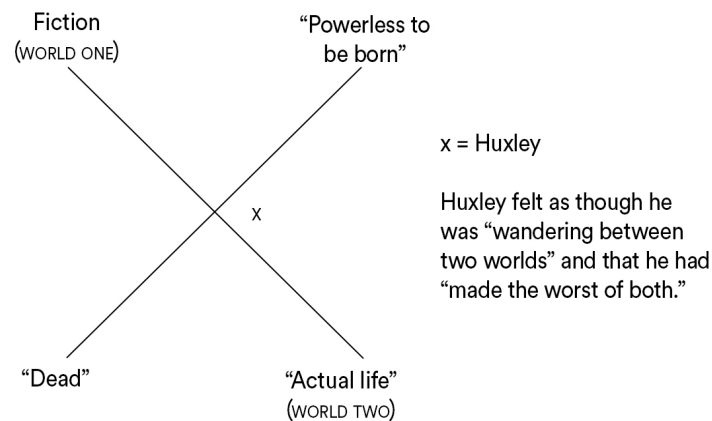 Fiction
(WORLD ONE)
“Powerless to
be born”
x = Huxley
Huxley felt as though he
was “wandering between
two worlds” and that he had
“made the worst of both.”
x
“Dead”
“Actual life”
(WORLD TWO)